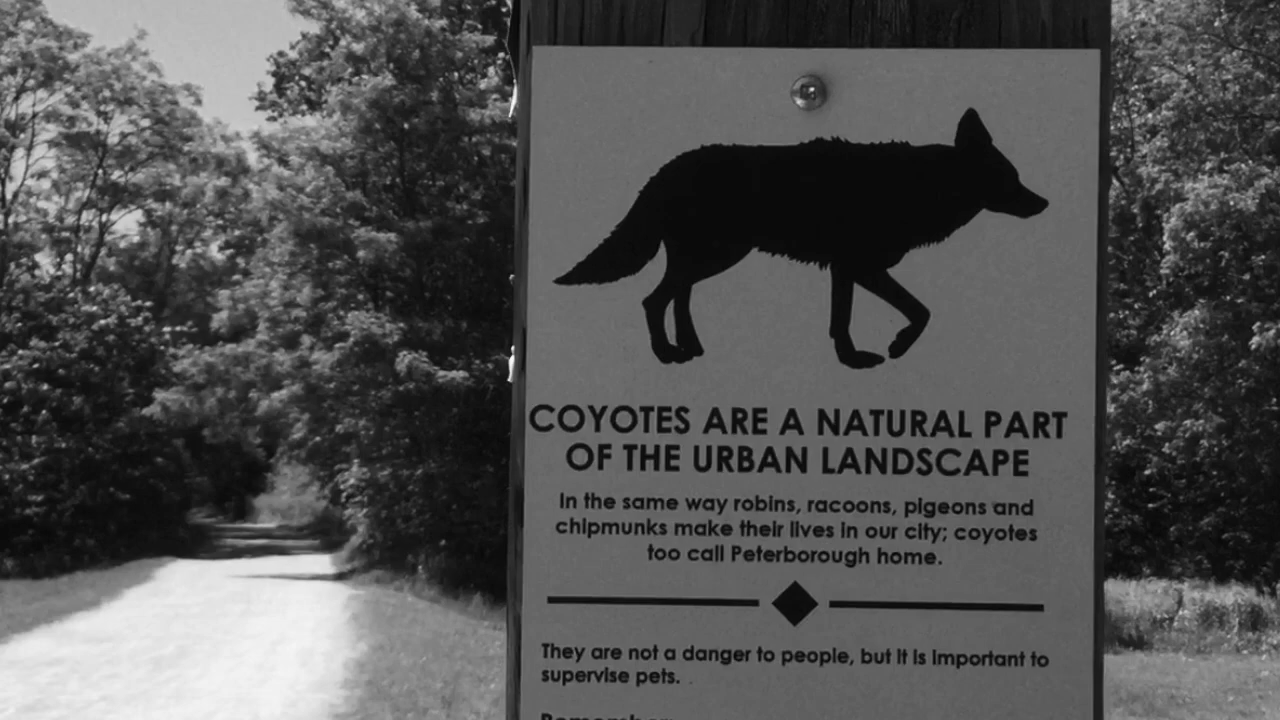 COYOTES ARE A NATURAL PART
OF THE URBAN LANDSCAPE
In the same way robins, racoons, pigeons and
chipmunks make their lives in our city; coyotes
too call Peterborough home.
They are not a danger to people, but it is important to
supervise pets.